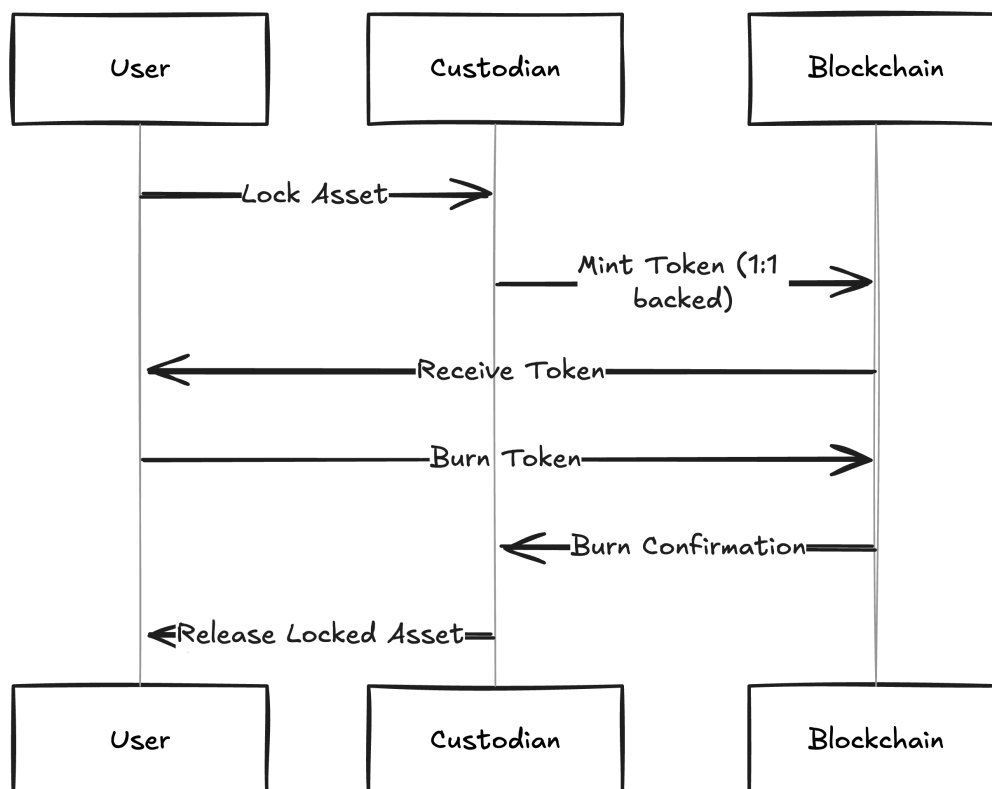 User
Custodian
Blockchain
Lock Asset
Mint Token (1:1
backed)
Receive Token
Burn Token
Burn Confirmation
Release Locked Asset
User
Custodian
Blockchain